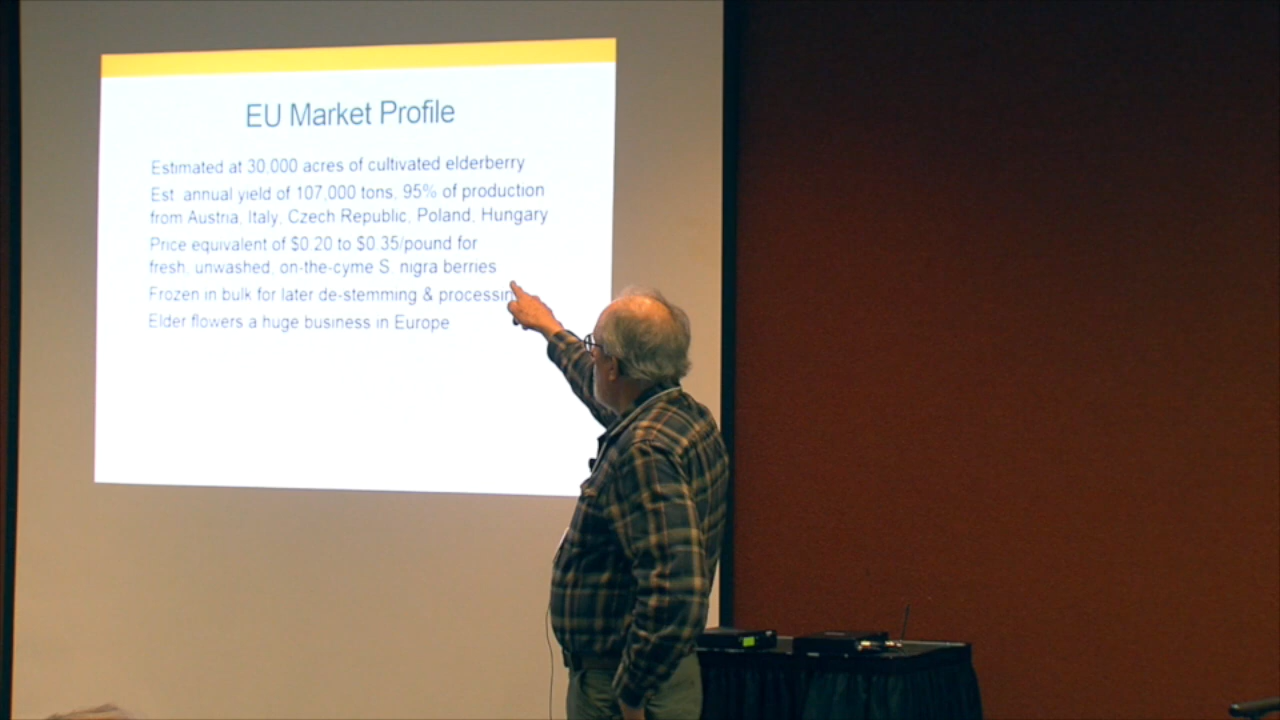 EU Market Profile
Estimated at 30,000 acres of cultivated elderberry
Est. annual yield of 107,000 tons, 95% of production
from Austria, Italy, Czech Republic, Poland, Hungary
Price equivalent of $0.20 to $0.35/pound for
fresh, unwashed, on-the-cyme S. nigra berries
Frozen in bulk for later de-stemming & processin
Elder flowers a huge business in Europe